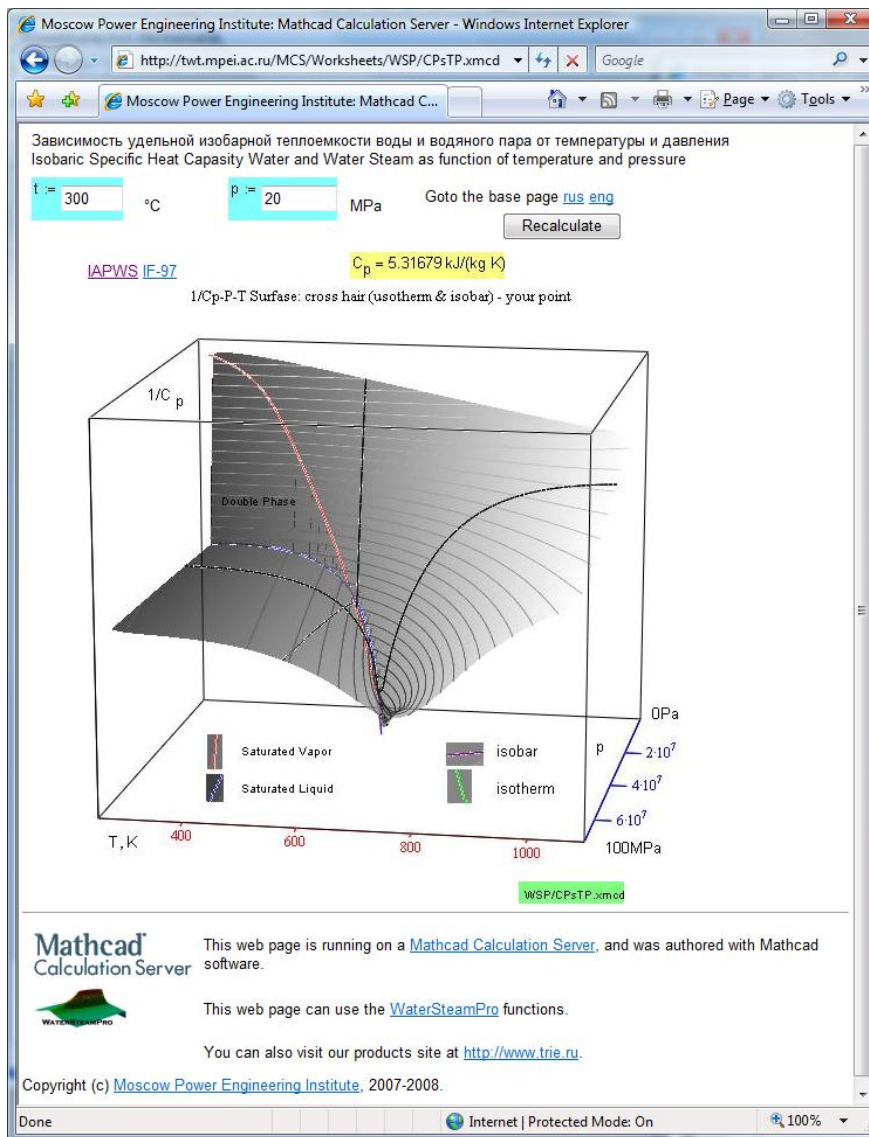 Moscow Power Engineering Institute: Mathcad Calculation Server - Windows Internet Explorer
http://twt.mpei.ac.ru/MCS/Worksheets/WSP/CPsTP.xmcd
Google
Moscow Power Engineering Institute: Mathcad C...
Page
Tools
Зависимость удельной изобарной теплоемкости воды и водяного пара от температуры и давления
Isobaric Specific Heat Capasity Water and Water Steam as function of temperature and pressure
t := 300 °C p := 20 MPa Goto the base page rus eng
Recalculate
IAPWS IF-97
Cp = 5.31679 kJ/(kg K)
1/Cp-P-T Surfase: cross hair (usotherm & isobar) - your point
1/C p
Double Phase
0Pa
p
2·10⁷
4·10⁷
6·10⁷
100MPa
Saturated Vapor
isobar
Saturated Liquid
isotherm
T, K
400
600
800
1000
WSP/CPsTP.xmcd
Mathcad
Calculation Server
This web page is running on a Mathcad Calculation Server, and was authored with Mathcad
software.
WATERSTEAMPRO
This web page can use the WaterSteamPro functions.
You can also visit our products site at http://www.trie.ru.
Copyright (c) Moscow Power Engineering Institute, 2007-2008.
Done
Internet | Protected Mode: On
100%